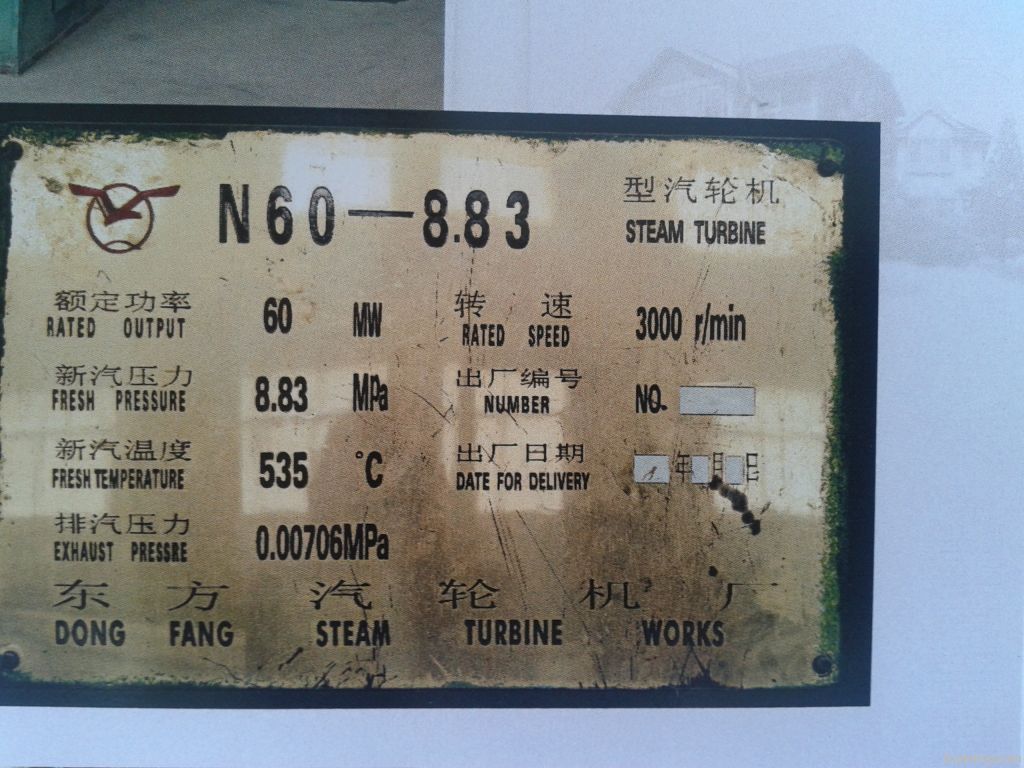 N60—8.83
型汽轮机
STEAM TURBINE
额定功率 60 MW
RATED OUTPUT
转速 3000 r/min
RATED SPEED
新汽压力 8.83 MPa
FRESH PRESSURE
出厂编号 NO.
NUMBER
新汽温度 535 °C
FRESH TEMPERATURE
出厂日期 年 月 日
DATE FOR DELIVERY
排汽压力 0.00706MPa
EXHAUST PRESSRE
东方汽轮机厂
DONG FANG STEAM TURBINE WORKS